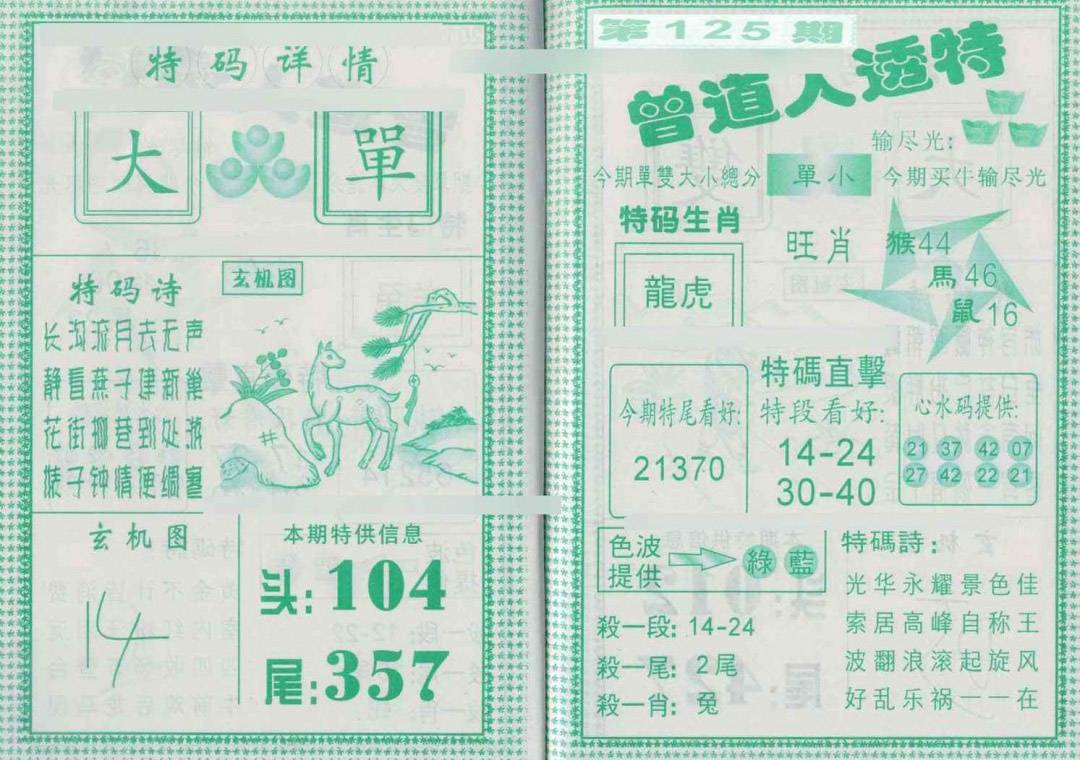 特码详情
大
單
特码诗
玄机图
长沟流月去无声
静看燕子建新巢
花街柳巷到处游
婊子钟情便绸寒
井
玄机图
14
本期特供信息
头:104
尾:357
第125期
曾道人透特
输尽光:
今期單雙大小總分
單小
今期买牛输尽光
特码生肖
龍虎
旺肖
猴44
馬46
鼠16
今期特尾看好:
21370
特碼直擊
特段看好:
14-24
30-40
心水码提供:
21 37 42 07
27 42 22 21
色波
提供
綠 藍
殺一段: 14-24
殺一尾: 2尾
殺一肖: 兔
特碼詩:
光华永耀景色佳
索居高峰自称王
波翻浪滚起旋风
好乱乐祸一一在